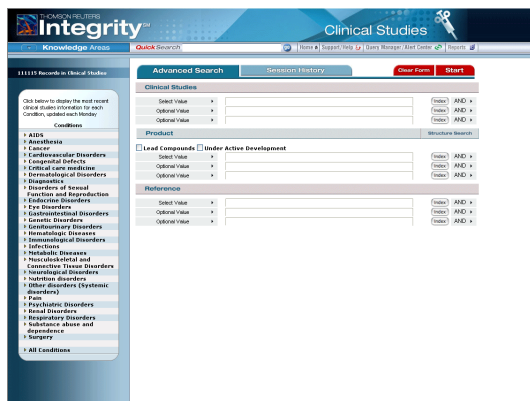 THOMSON REUTERS
Integrity℠
Clinical Studies
Knowledge Areas
QuickSearch
Home
Support/Help
Query Manager/Alert Center
Reports
111115 Records in Clinical Studies
Advanced Search
Session History
Clear Form
Start
Click below to display the most recent
clinical studies information for each
Condition, updated each Monday
Conditions
AIDS
Anesthesia
Cancer
Cardiovascular Disorders
Congenital Defects
Critical care medicine
Dermatological Disorders
Diagnostics
Disorders of Sexual
Function and Reproduction
Endocrine Disorders
Eye Disorders
Gastrointestinal Disorders
Genetic Disorders
Genitourinary Disorders
Hematologic Diseases
Immunological Disorders
Infections
Metabolic Diseases
Musculoskeletal and
Connective Tissue Disorders
Neurological Disorders
Nutrition disorders
Other disorders (Systemic
disorders)
Pain
Psychiatric Disorders
Renal Disorders
Respiratory Disorders
Substance abuse and
dependence
Surgery
All Conditions
Clinical Studies
Select Value Index AND
Optional Value Index AND
Optional Value Index AND
Product Structure Search
Lead Compounds Under Active Development
Select Value Index AND
Optional Value Index AND
Optional Value Index AND
Reference
Select Value Index AND
Optional Value Index AND
Optional Value Index AND